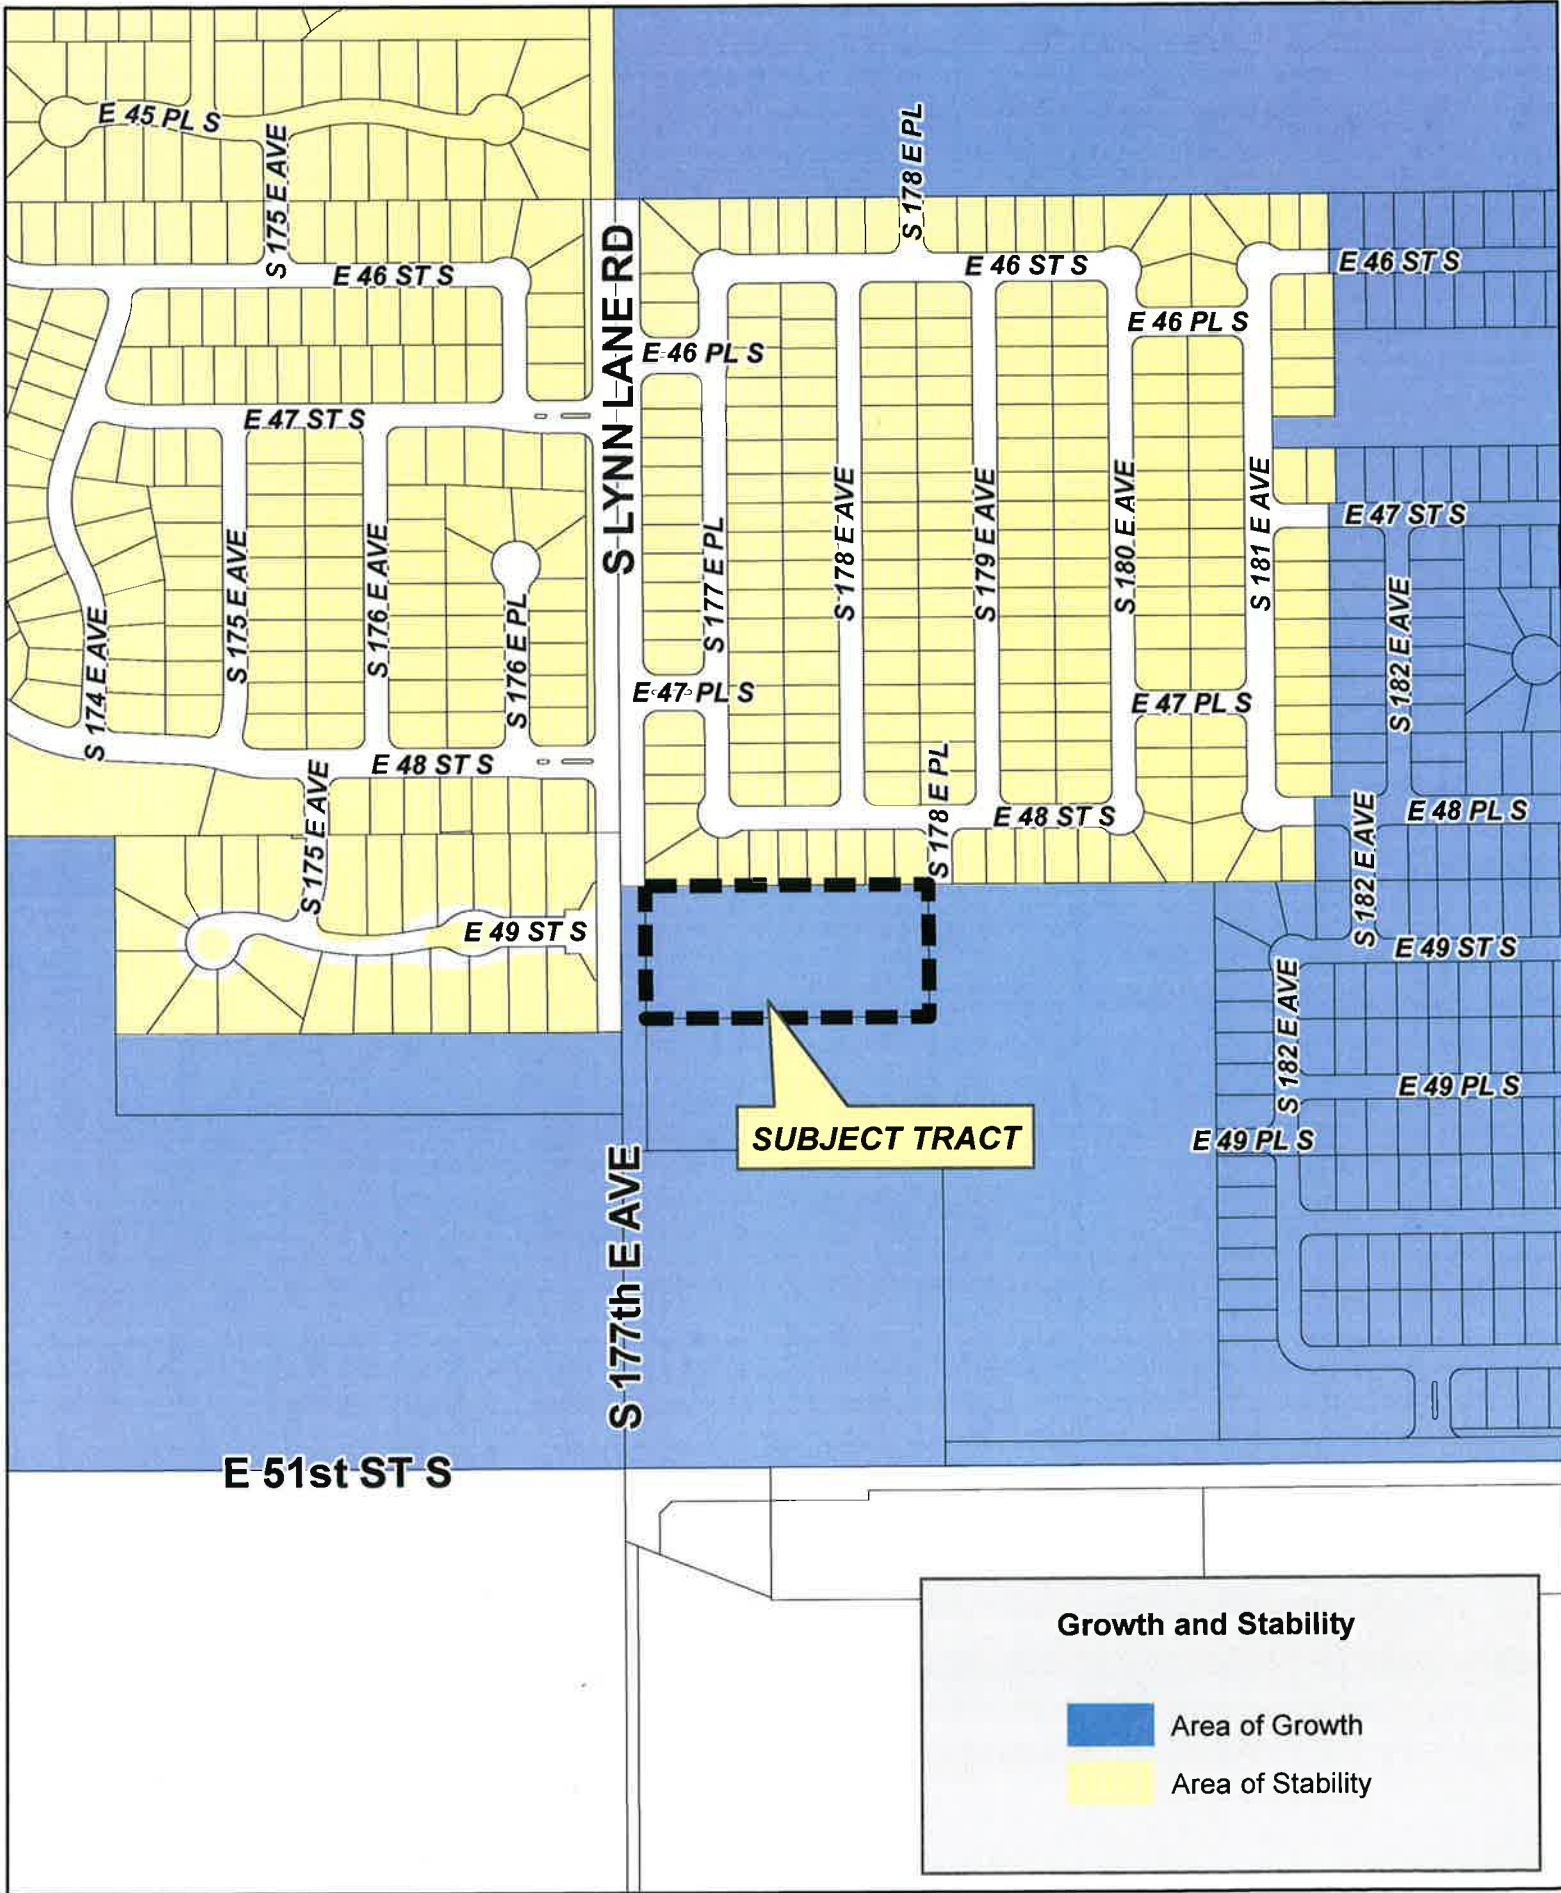 E 45 PL S
S 175 E AVE
S 178 E PL
E 46 ST S
E 46 ST S
E 46 ST S
S LYNN LANE RD
E 46 PL S
E 46 PL S
E 47 ST S
S 175 E AVE
S 176 E AVE
S 176 E PL
S 174 E AVE
S 177 E PL
S 178 E AVE
S 179 E AVE
S 180 E AVE
S 181 E AVE
E 47 ST S
S 182 E AVE
E 47 PL S
E 47 PL S
E 48 ST S
S 175 E AVE
S 178 E PL
E 48 ST S
E 48 PL S
S 182 E AVE
E 49 ST S
E 49 ST S
S 182 E AVE
E 49 PL S
E 49 PL S
SUBJECT TRACT
S 177th E AVE
E 51st ST S
Growth and Stability
Area of Growth
Area of Stability